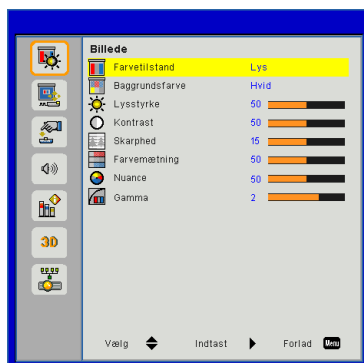 Billede
Farvetilstand Lys
Baggrundsfarve Hvid
Lysstyrke 50
Kontrast 50
Skarphed 15
Farvemætning 50
Nuance 50
Gamma 2
3D
Vælg Indtast Forlad Menu